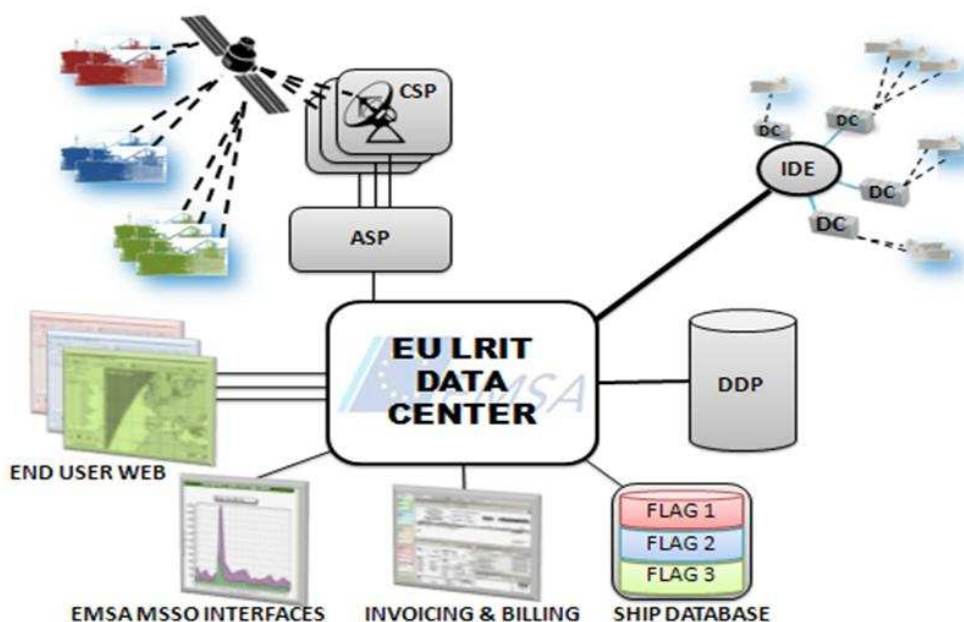 CSP
DC
DC
IDE
DC
ASP
DC
EU LRIT
DATA
CENTER
EMSA
DDP
END USER WEB
FLAG 1
FLAG 2
FLAG 3
EMSA MSSO INTERFACES
INVOICING & BILLING
SHIP DATABASE